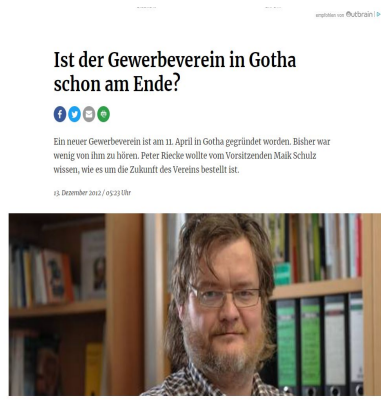 empfohlen von Outbrain
Ist der Gewerbeverein in Gotha
schon am Ende?
Ein neuer Gewerbeverein ist am 11. April in Gotha gegründet worden. Bisher war
wenig von ihm zu hören. Peter Riecke wollte vom Vorsitzenden Maik Schulz
wissen, wie es um die Zukunft des Vereins bestellt ist.
13. Dezember 2012 / 05:23 Uhr